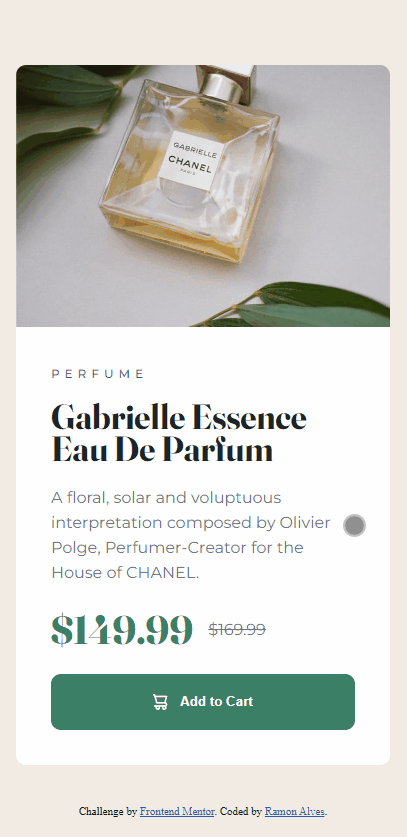 GABRIELLE
CHANEL
PARIS
PERFUME
Gabrielle Essence
Eau De Parfum
A floral, solar and voluptuous
interpretation composed by Olivier
Polge, Perfumer-Creator for the
House of CHANEL.
$149.99 $169.99
Add to Cart
Challenge by Frontend Mentor. Coded by Ramon Alves.